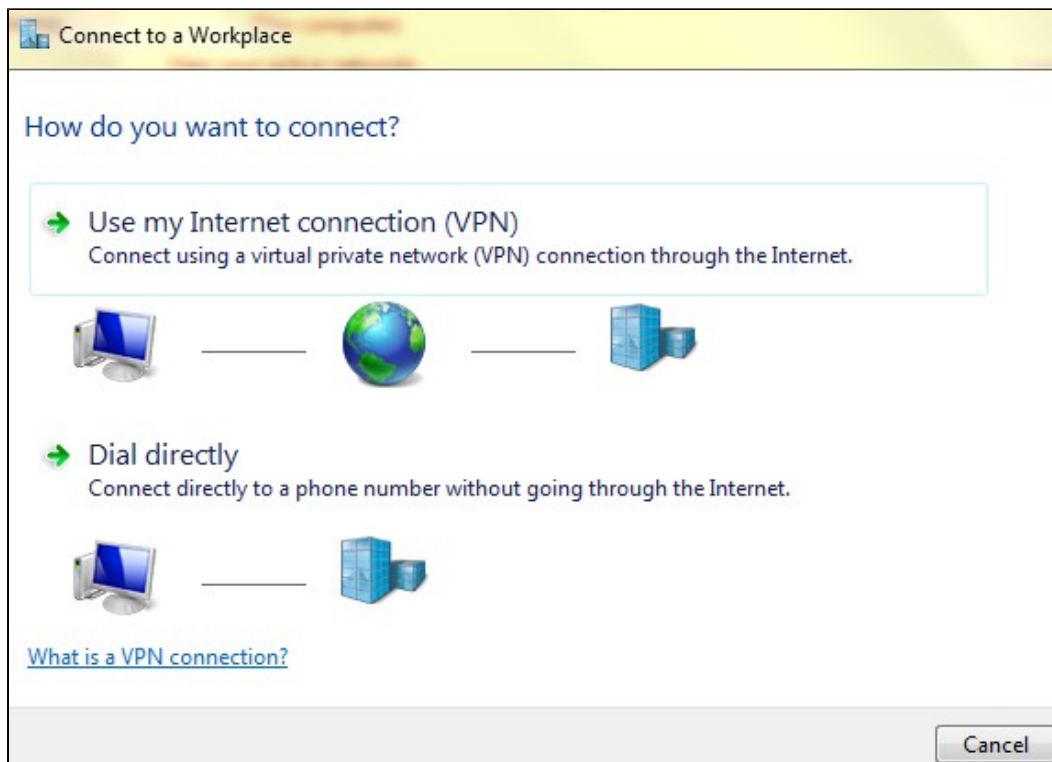 Connect to a Workplace
How do you want to connect?
Use my Internet connection (VPN)
Connect using a virtual private network (VPN) connection through the Internet.
Dial directly
Connect directly to a phone number without going through the Internet.
What is a VPN connection?
Cancel